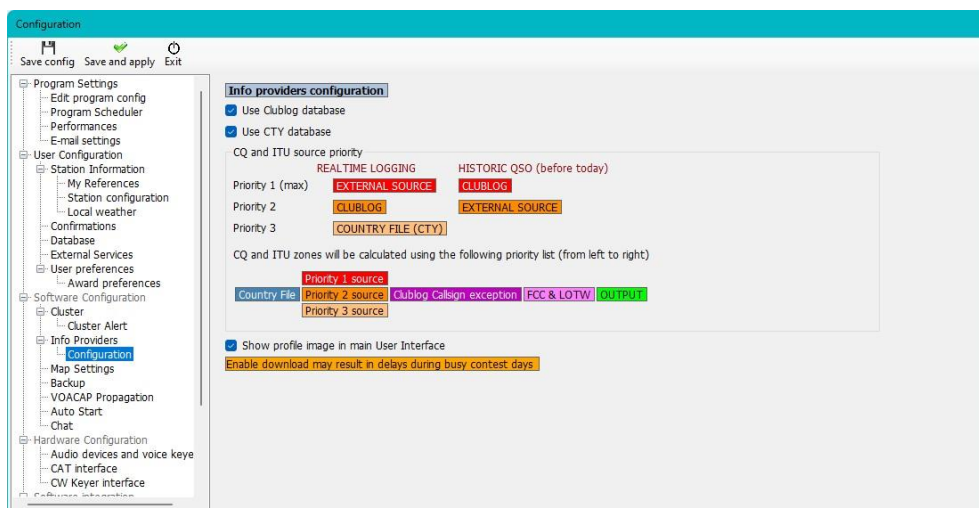 Configuration
Save config Save and apply Exit
Program Settings
Edit program config
Program Scheduler
Performances
E-mail settings
User Configuration
Station Information
My References
Station configuration
Local weather
Confirmations
Database
External Services
User preferences
Award preferences
Software Configuration
Cluster
Cluster Alert
Info Providers
Configuration
Map Settings
Backup
VOACAP Propagation
Auto Start
Chat
Hardware Configuration
Audio devices and voice keye
CAT interface
CW Keyer interface
Software integration
Info providers configuration
Use Clublog database
Use CTY database
CQ and ITU source priority
REALTIME LOGGING HISTORIC QSO (before today)
Priority 1 (max) EXTERNAL SOURCE CLUBLOG
Priority 2 CLUBLOG EXTERNAL SOURCE
Priority 3 COUNTRY FILE (CTY)
CQ and ITU zones will be calculated using the following priority list (from left to right)
Priority 1 source
Country File Priority 2 source Clublog Callsign exception FCC & LOTW OUTPUT
Priority 3 source
Show profile image in main User Interface
Enable download may result in delays during busy contest days